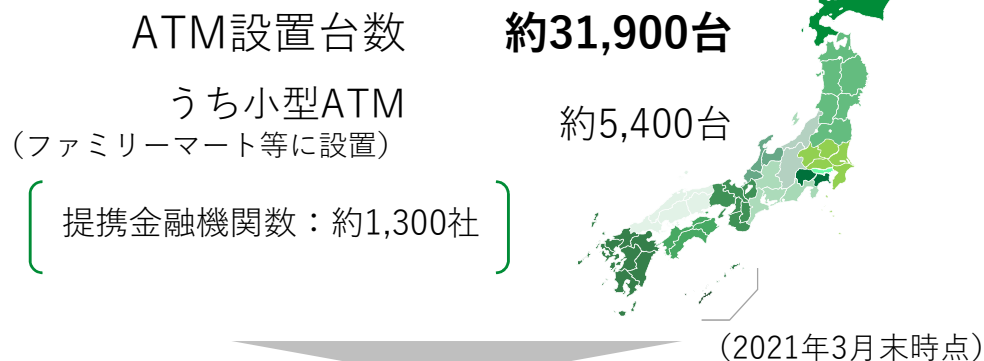 ATM設置台数 約31,900台
うち小型ATM 約5,400台
（ファミリーマート等に設置）
提携金融機関数：約1,300社
（2021年3月末時点）